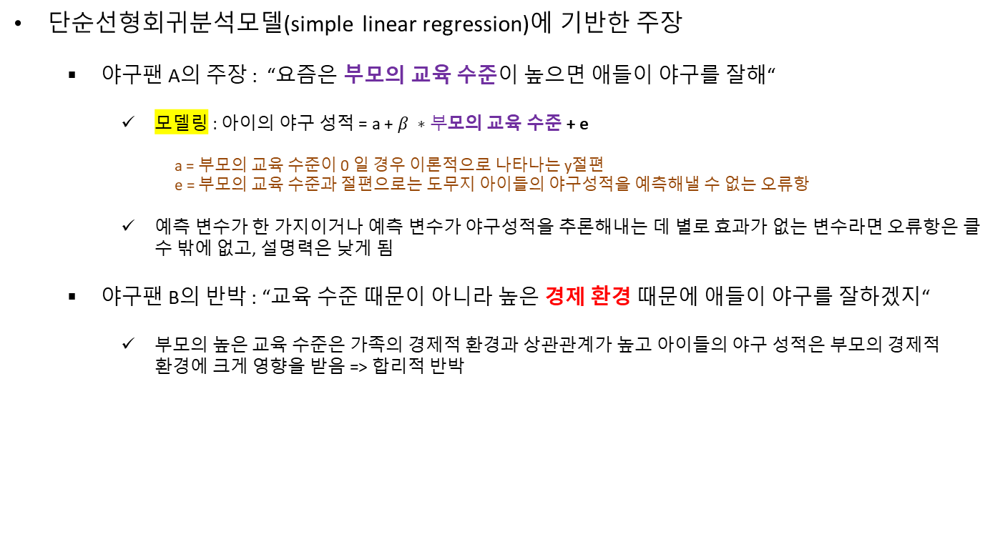 • 단순선형회귀분석모델(simple linear regression)에 기반한 주장
▪ 야구팬 A의 주장 : “요즘은 부모의 교육 수준이 높으면 애들이 야구를 잘해“
✓ 모델링 : 아이의 야구 성적 = a + 𝛽 ∗ 부모의 교육 수준 + e
a = 부모의 교육 수준이 0 일 경우 이론적으로 나타나는 y절편
e = 부모의 교육 수준과 절편으로는 도무지 아이들의 야구성적을 예측해낼 수 없는 오류항
✓ 예측 변수가 한 가지이거나 예측 변수가 야구성적을 추론해내는 데 별로 효과가 없는 변수라면 오류항은 클
수 밖에 없고, 설명력은 낮게 됨
▪ 야구팬 B의 반박 : “교육 수준 때문이 아니라 높은 경제 환경 때문에 애들이 야구를 잘하겠지“
✓ 부모의 높은 교육 수준은 가족의 경제적 환경과 상관관계가 높고 아이들의 야구 성적은 부모의 경제적
환경에 크게 영향을 받음 => 합리적 반박